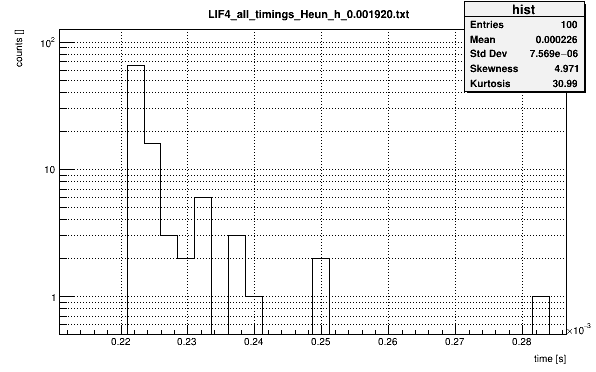 LIF4_all_timings_Heun_h_0.001920.txt
hist
Entries 100
Mean 0.000226
Std Dev 7.569e−06
Skewness 4.971
Kurtosis 30.99
counts []
10²
10
1
0.22 0.23 0.24 0.25 0.26 0.27 0.28
×10⁻³
time [s]